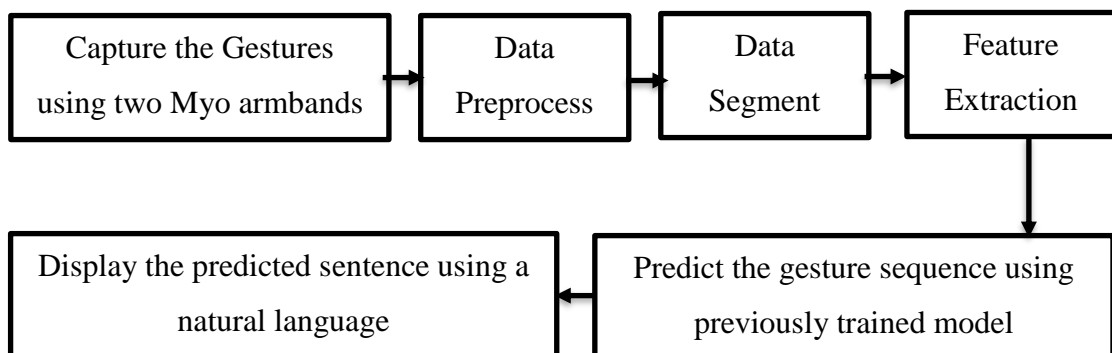 Capture the Gestures
using two Myo armbands
Data
Preprocess
Data
Segment
Feature
Extraction
Display the predicted sentence using a
natural language
Predict the gesture sequence using
previously trained model